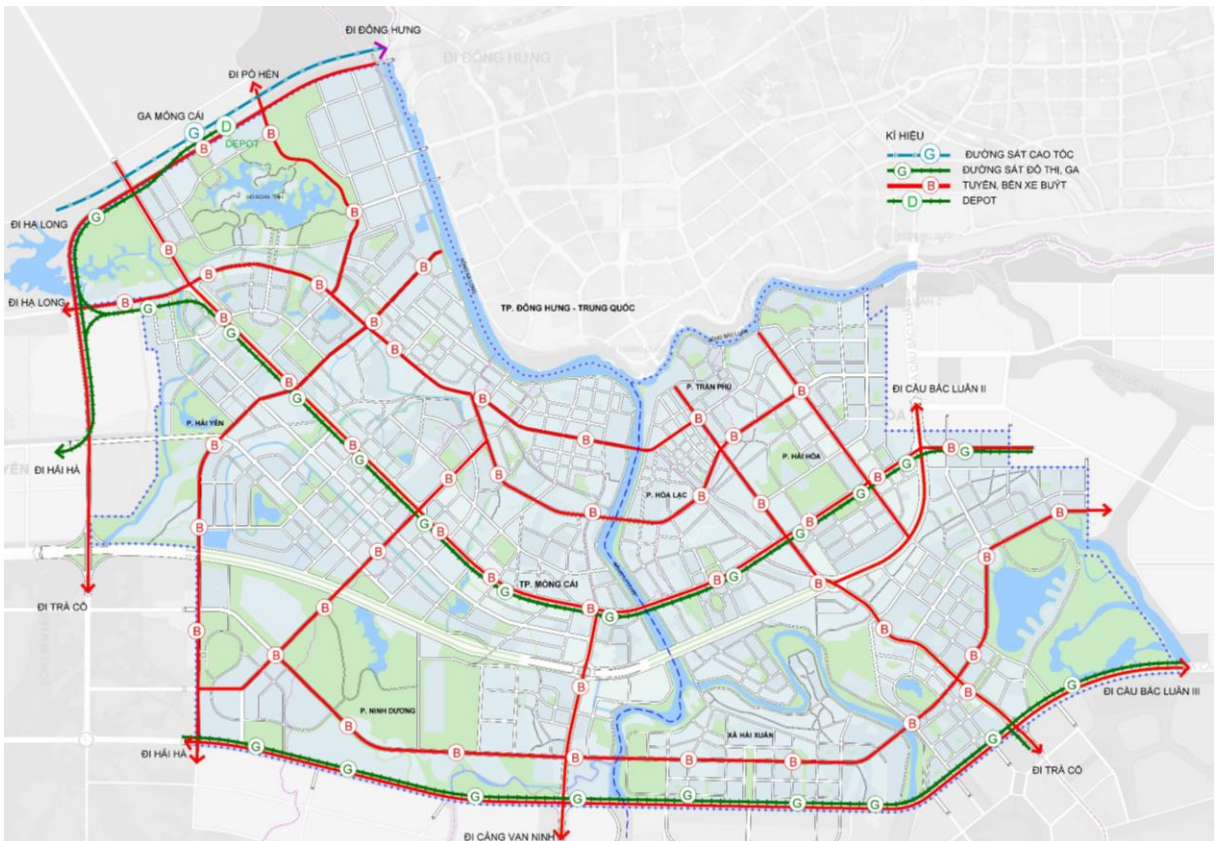 ĐI ĐÔNG HƯNG
ĐI ĐÔNG HƯNG
ĐI PÒ HÈN
GA MÓNG CÁI
G
D
DEPOT
B
B
KÍ HIỆU
G ĐƯỜNG SẮT CAO TỐC
G ĐƯỜNG SẮT ĐÔ THỊ, GA
B TUYẾN, BẾN XE BUÝT
D DEPOT
ĐI HẠ LONG
ĐI HẠ LONG
TP. ĐÔNG HƯNG - TRUNG QUỐC
P. TRẦN PHÚ
ĐI CẦU BẮC LUÂN II
P. HẢI YÊN
ĐI HẢI HÀ
P. HẢI HÒA
P. HÒA LẠC
TP. MÓNG CÁI
ĐI TRÀ CỔ
P. NINH DƯƠNG
XÃ HẢI XUÂN
ĐI CẦU BẮC LUÂN III
ĐI HẢI HÀ
ĐI TRÀ CỔ
ĐI CẢNG VẠN NINH